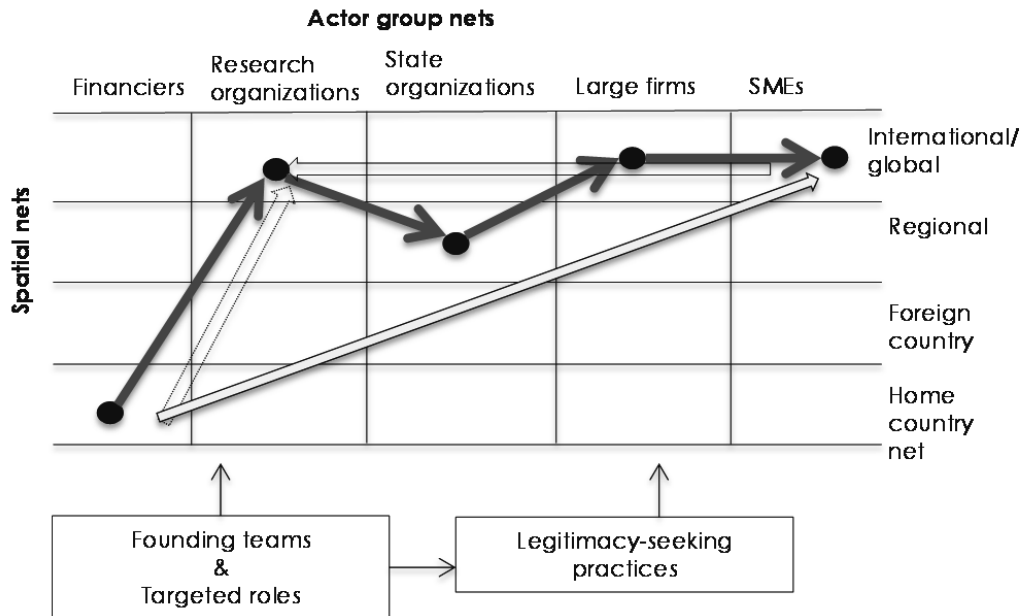 Actor group nets
Financiers
Research
organizations
State
organizations
Large firms
SMEs
Spatial nets
International/
global
Regional
Foreign
country
Home
country
net
Founding teams
&
Targeted roles
Legitimacy-seeking
practices